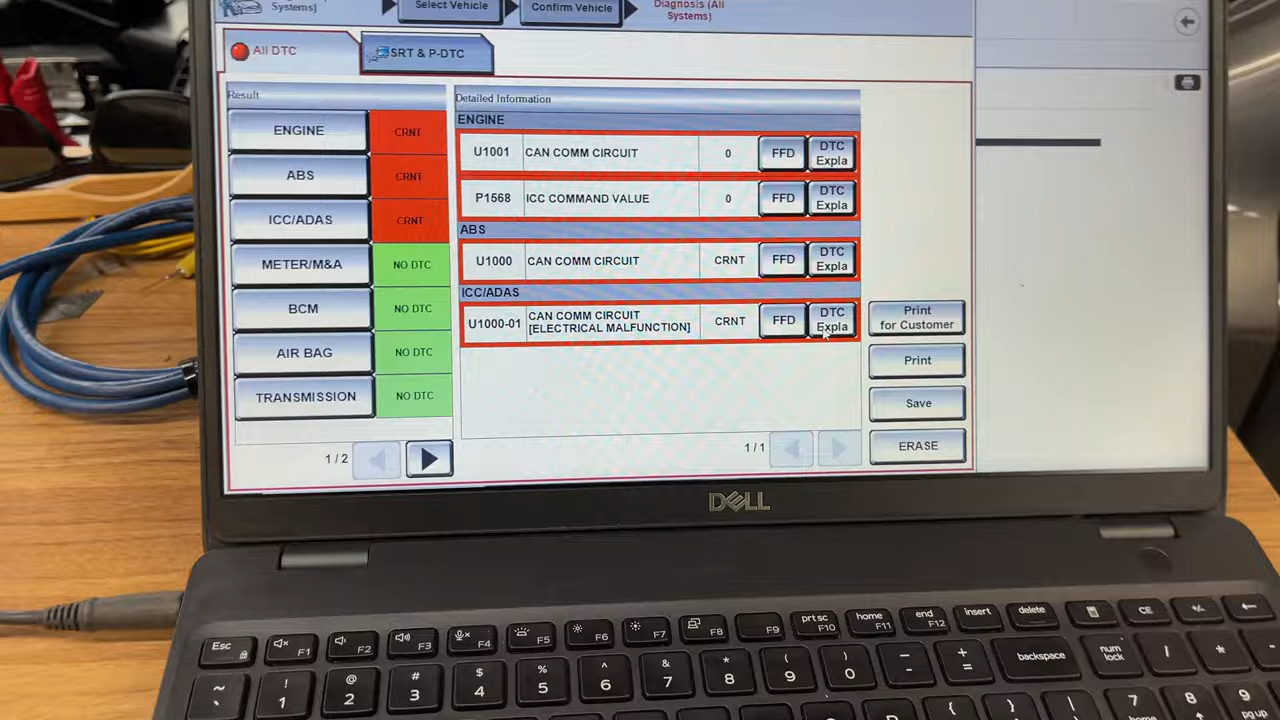 Systems)
Select Vehicle
Confirm Vehicle
Diagnosis (All
Systems)
All DTC
SRT & P-DTC
Result
ENGINE CRNT
ABS CRNT
ICC/ADAS CRNT
METER/M&A NO DTC
BCM NO DTC
AIR BAG NO DTC
TRANSMISSION NO DTC
1 / 2
Detailed Information
ENGINE
U1001 CAN COMM CIRCUIT 0 FFD DTC
Expla
P1568 ICC COMMAND VALUE 0 FFD DTC
Expla
ABS
U1000 CAN COMM CIRCUIT CRNT FFD DTC
Expla
ICC/ADAS
U1000-01 CAN COMM CIRCUIT
[ELECTRICAL MALFUNCTION] CRNT FFD DTC
Expla
1 / 1
Print
for Customer
Print
Save
ERASE
DELL
Esc F1 F2 F3 F4 F5 F6 F7 F8 F9 prt sc
F10 home
F11 end
F12 insert delete CE +/-
~ ! @
2 #
3 $
4 %
5 ^
6 &
7 *
8 (
9 )
0 - +
= backspace num
lock / * -
1
7
home 8 9
pg up